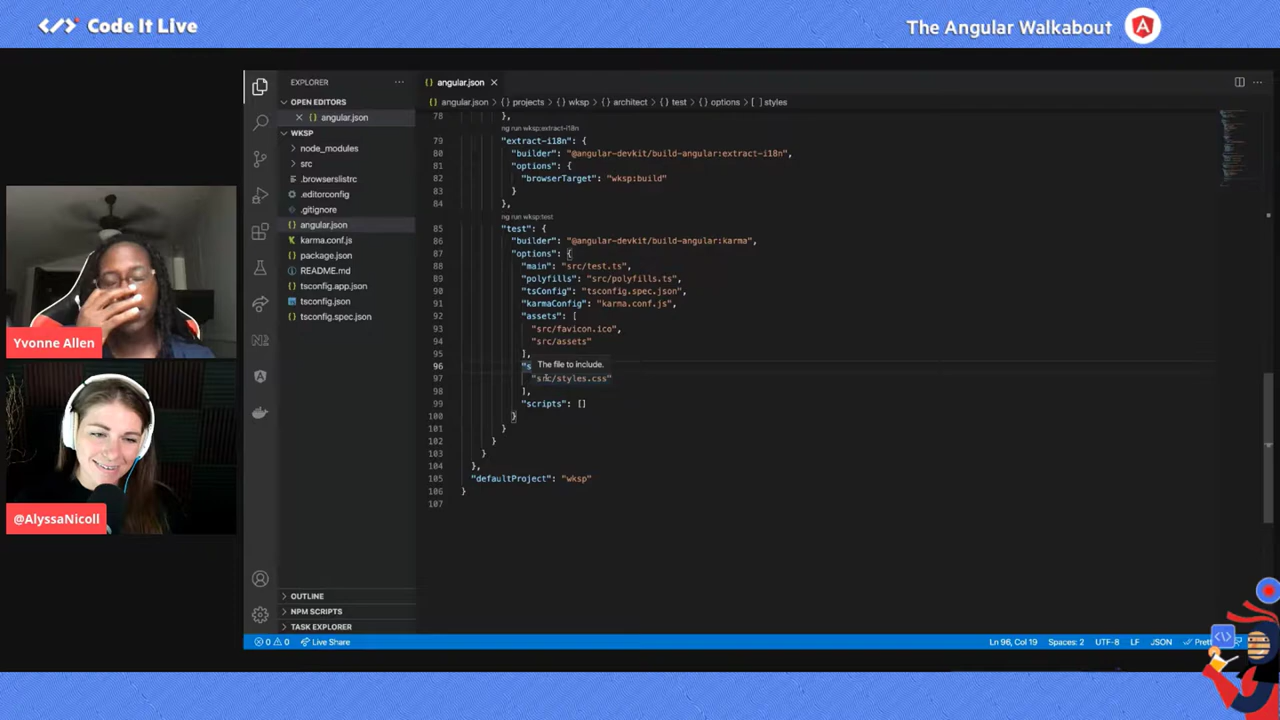 </> Code It Live
The Angular Walkabout
EXPLORER
OPEN EDITORS
angular.json
WKSP
node_modules
src
.browserslistrc
.editorconfig
.gitignore
angular.json
karma.conf.js
package.json
README.md
tsconfig.app.json
tsconfig.json
tsconfig.spec.json
OUTLINE
NPM SCRIPTS
TASK EXPLORER
angular.json
angular.json > {} projects > {} wksp > {} architect > {} test > {} options > [ ] styles
78 },
ng run wksp:extract-i18n
79 "extract-i18n": {
80 "builder": "@angular-devkit/build-angular:extract-i18n",
81 "options": {
82 "browserTarget": "wksp:build"
83 }
84 },
ng run wksp:test
85 "test": {
86 "builder": "@angular-devkit/build-angular:karma",
87 "options": {
88 "main": "src/test.ts",
89 "polyfills": "src/polyfills.ts",
90 "tsConfig": "tsconfig.spec.json",
91 "karmaConfig": "karma.conf.js",
92 "assets": [
93 "src/favicon.ico",
94 "src/assets"
95 ],
96 "s The file to include.
97 "src/styles.css"
98 ],
99 "scripts": []
100 }
101 }
102 }
103 }
104 },
105 "defaultProject": "wksp"
106 }
107
Yvonne Allen
@AlyssaNicoll
0 0 Live Share
Ln 96, Col 19 Spaces: 2 UTF-8 LF JSON